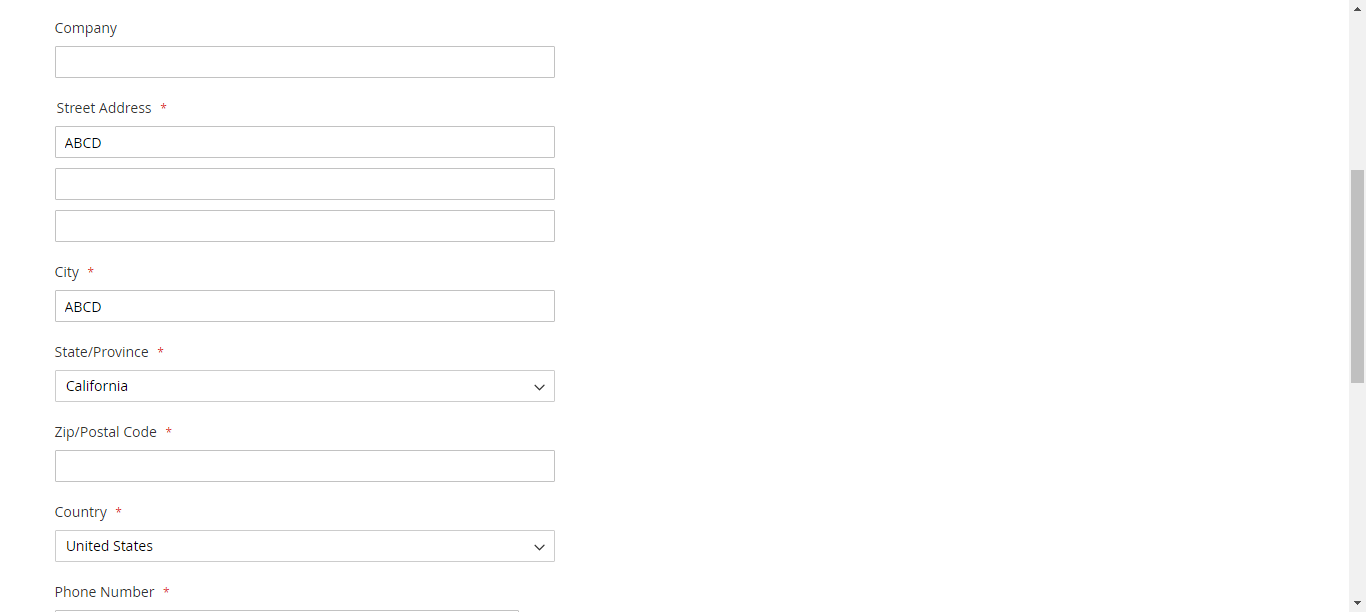 Company
Street Address *
ABCD
City *
ABCD
State/Province *
California
Zip/Postal Code *
Country *
United States
Phone Number *